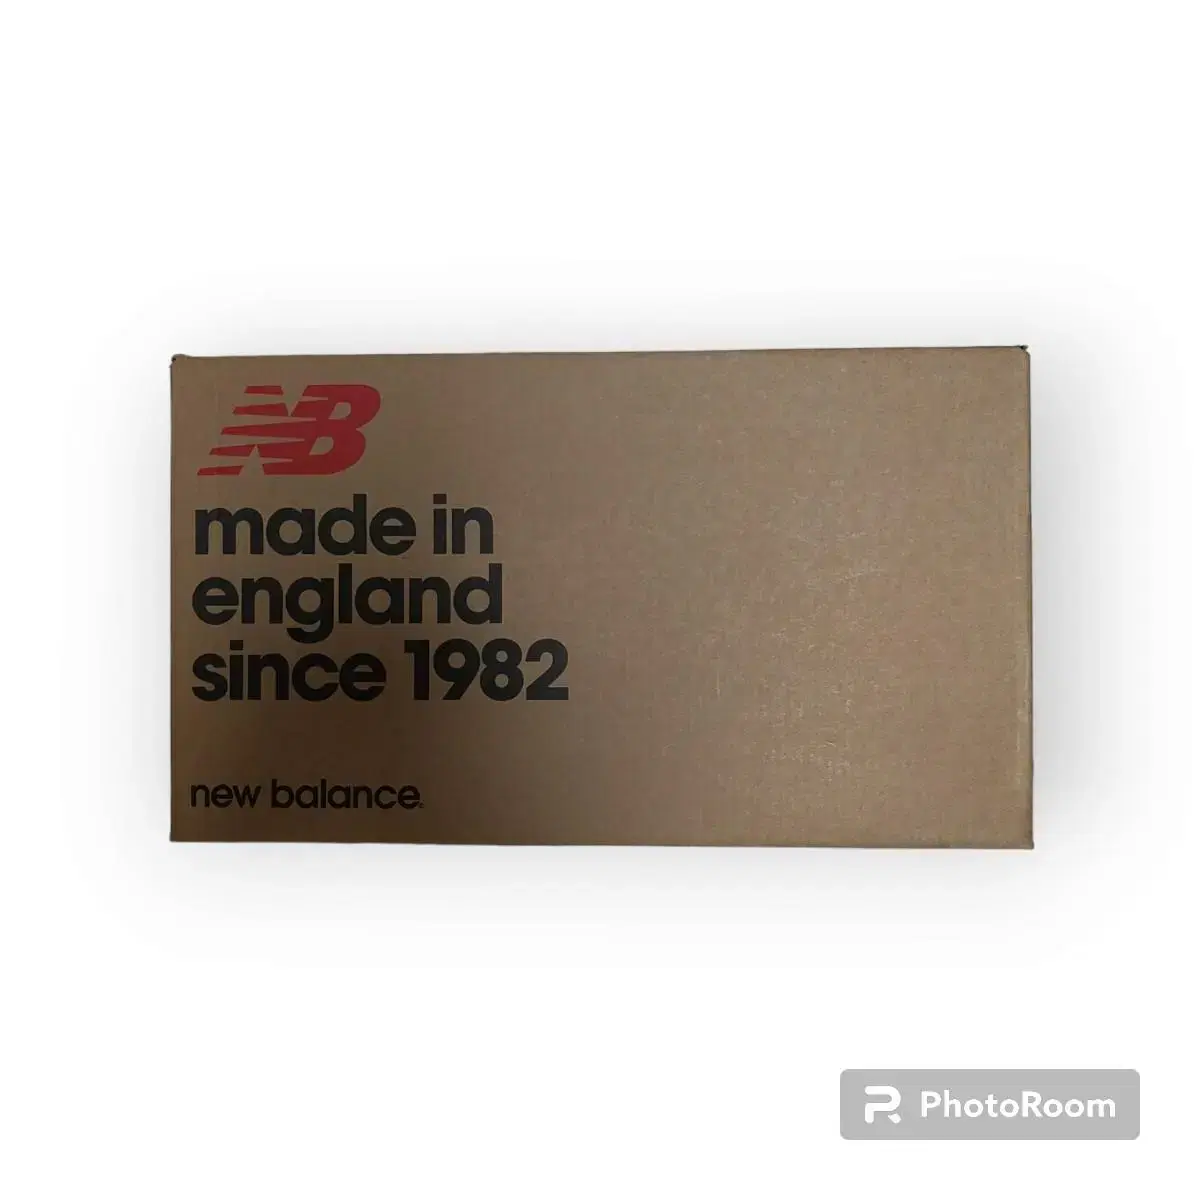 NB
made in
england
since 1982
new balance®
PhotoRoom